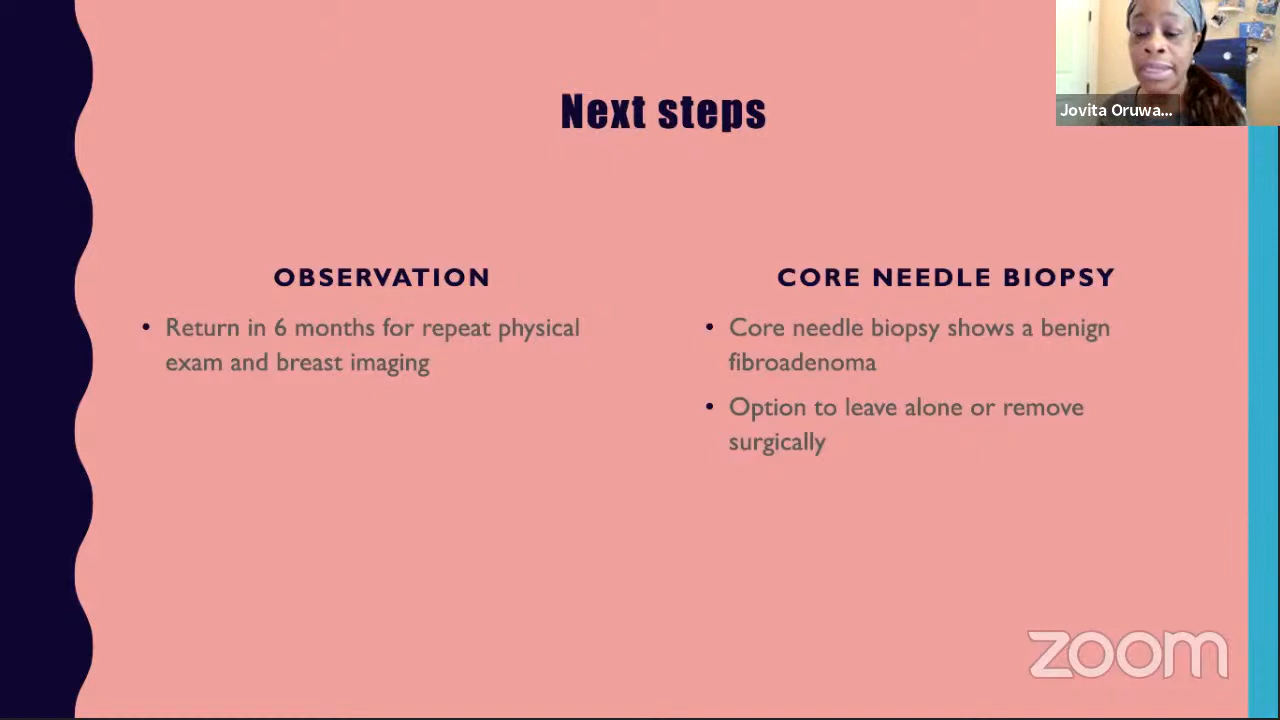 Next steps
Jovita Oruwa...
OBSERVATION
• Return in 6 months for repeat physical
exam and breast imaging
CORE NEEDLE BIOPSY
• Core needle biopsy shows a benign
fibroadenoma
• Option to leave alone or remove
surgically
zoom